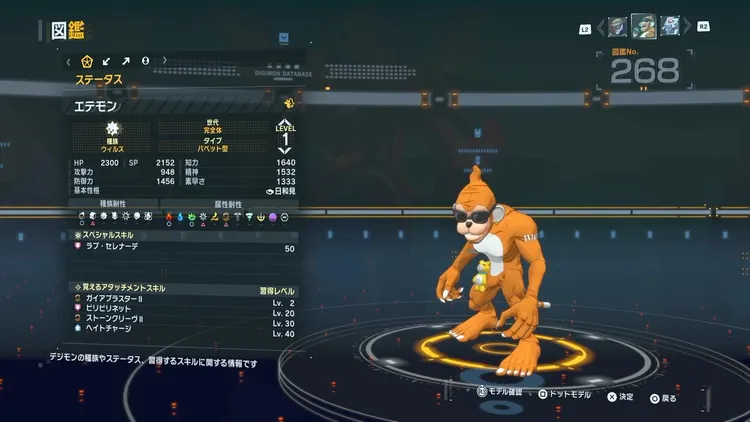 図鑑
L2
R2
図鑑No.
268
DIGIMON DATABASE
ステータス
エテモン
種族
ウィルス
世代
完全体
タイプ
パペット型
LEVEL
1
HP 2300 SP 2152 知力 1640
攻撃力 948 精神 1532
防御力 1456 素早さ 1333
基本性格 日和見
種族耐性 属性耐性
スペシャルスキル
ラブ・セレナーデ 50
覚えるアタッチメントスキル 習得レベル
ガイアブラスターⅡ Lv. 2
ビリビリネット Lv. 20
ストーンクリーヴⅡ Lv. 30
ヘイトチャージ Lv. 40
デジモンの種族やステータス、習得するスキルに関する情報です
R3 モデル確認 ドットモデル 決定 戻る